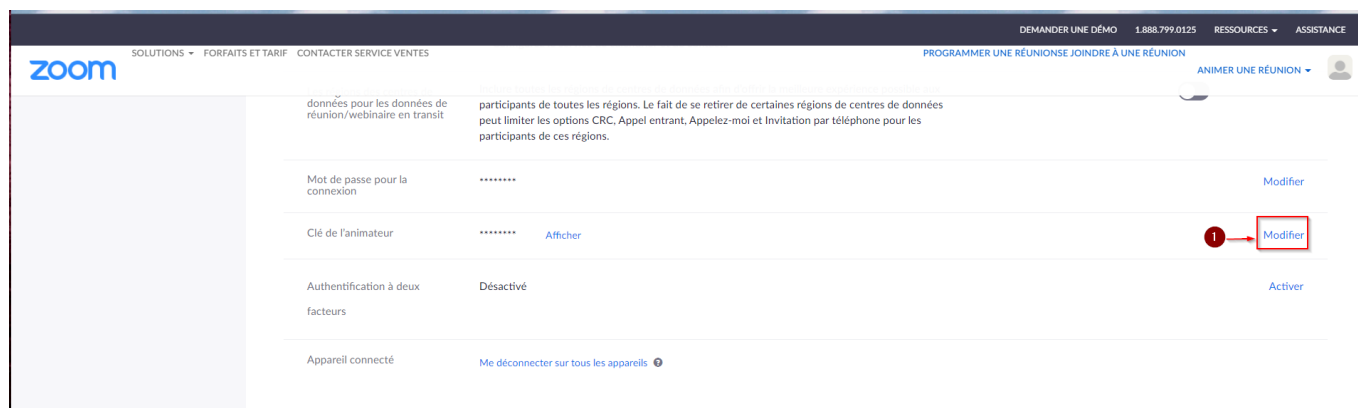 DEMANDER UNE DÉMO 1.888.799.0125 RESSOURCES ASSISTANCE
zoom SOLUTIONS FORFAITS ET TARIF CONTACTER SERVICE VENTES PROGRAMMER UNE RÉUNIONSE JOINDRE À UNE RÉUNION
ANIMER UNE RÉUNION
données pour les données de
réunion/webinaire en transit
participants de toutes les régions. Le fait de se retirer de certaines régions de centres de données
peut limiter les options CRC, Appel entrant, Appelez-moi et Invitation par téléphone pour les
participants de ces régions.
Mot de passe pour la
connexion
******** Modifier
Clé de l'animateur ******** Afficher 1 Modifier
Authentification à deux
facteurs
Désactivé Activer
Appareil connecté Me déconnecter sur tous les appareils ?